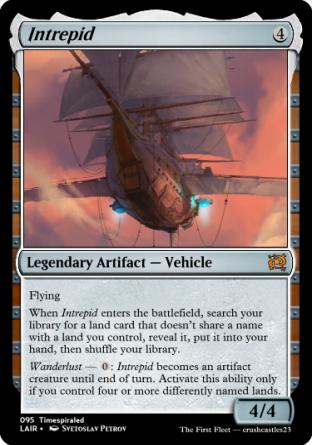 Intrepid 4
Legendary Artifact — Vehicle
Flying
When Intrepid enters the battlefield, search your
library for a land card that doesn't share a name
with a land you control, reveal it, put it into your
hand, then shuffle your library.
Wanderlust — 0: Intrepid becomes an artifact
creature until end of turn. Activate this ability only
if you control four or more differently named lands.
4/4
095 Timespiraled
LAIR • Svetoslav Petrov
The First Fleet — crushcastles23